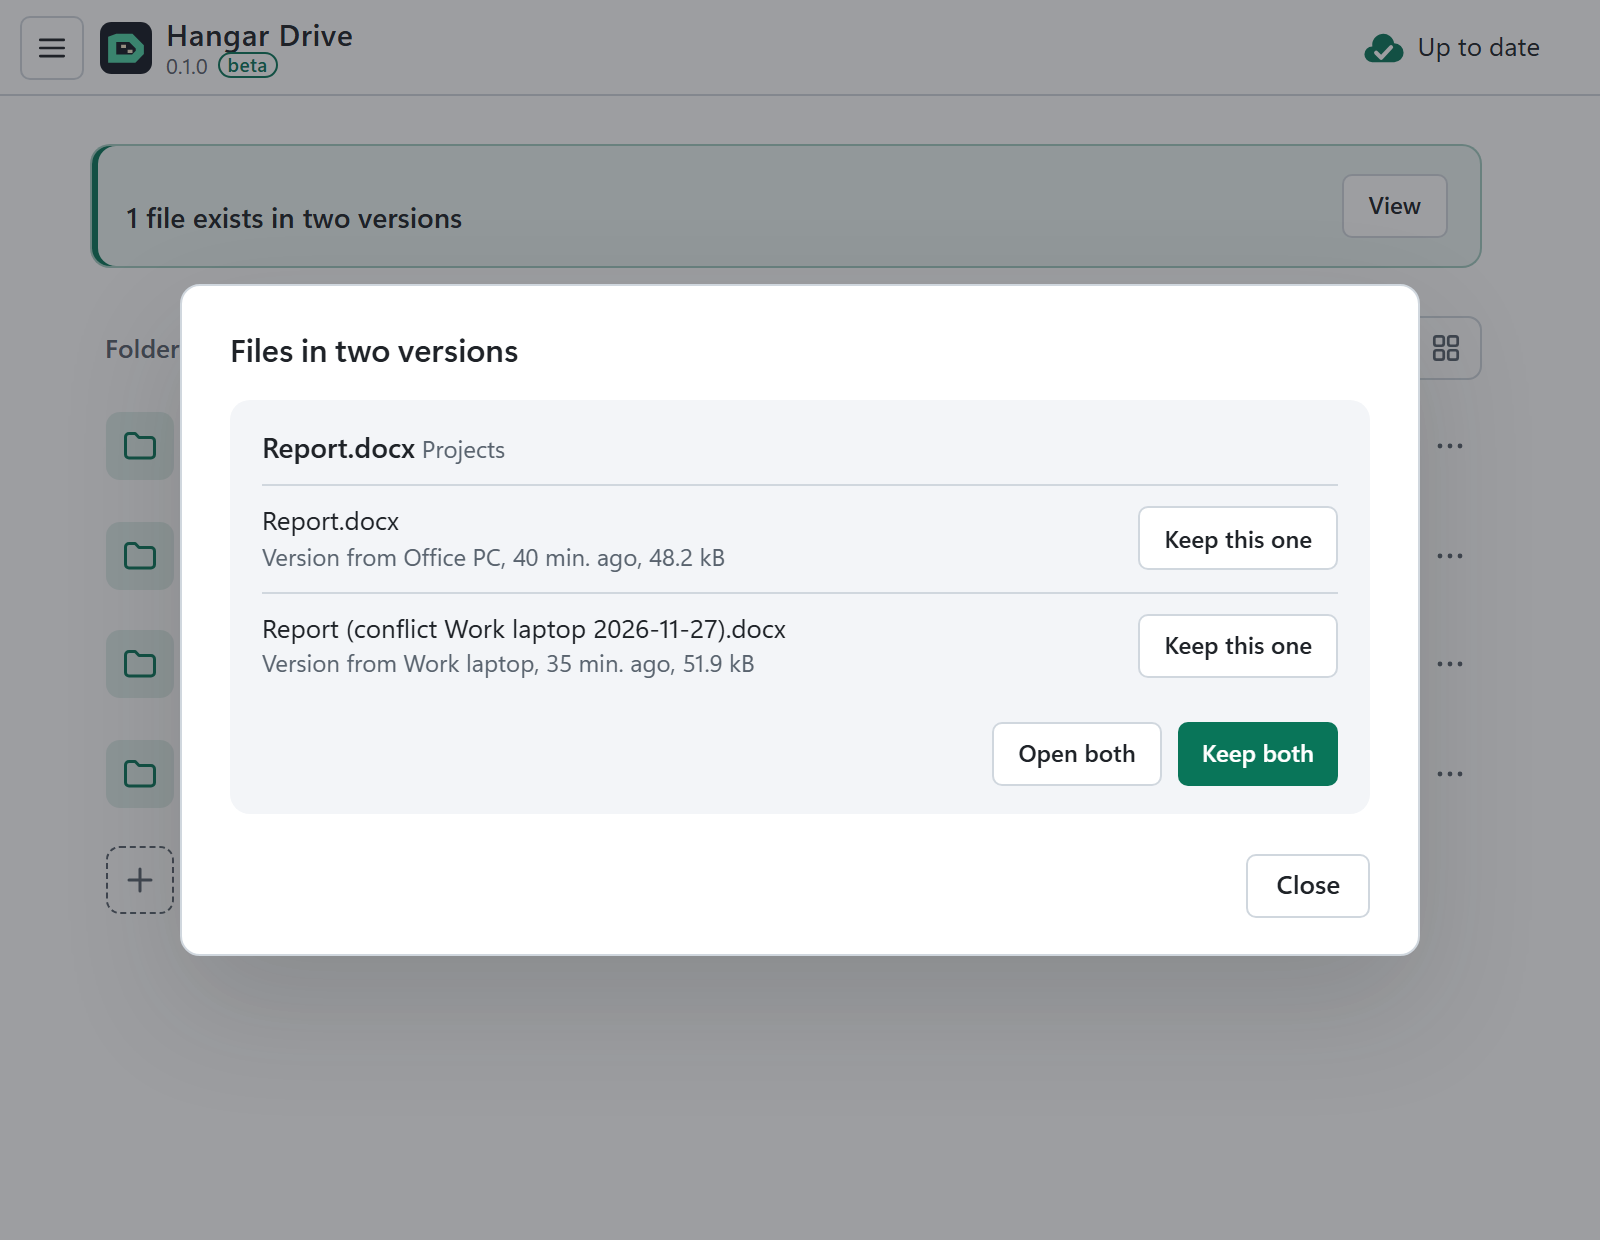 Hangar Drive
0.1.0 beta
Up to date
1 file exists in two versions
View
Folder
Files in two versions
Report.docx Projects
Report.docx
Version from Office PC, 40 min. ago, 48.2 kB
Keep this one
Report (conflict Work laptop 2026-11-27).docx
Version from Work laptop, 35 min. ago, 51.9 kB
Keep this one
Open both
Keep both
Close